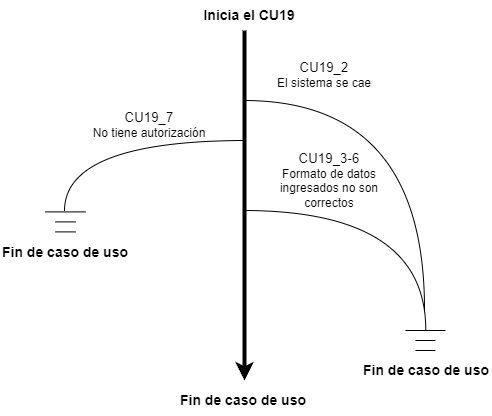 Inicia el CU19
CU19_2
El sistema se cae
CU19_7
No tiene autorización
CU19_3-6
Formato de datos
ingresados no son
correctos
Fin de caso de uso
Fin de caso de uso
Fin de caso de uso